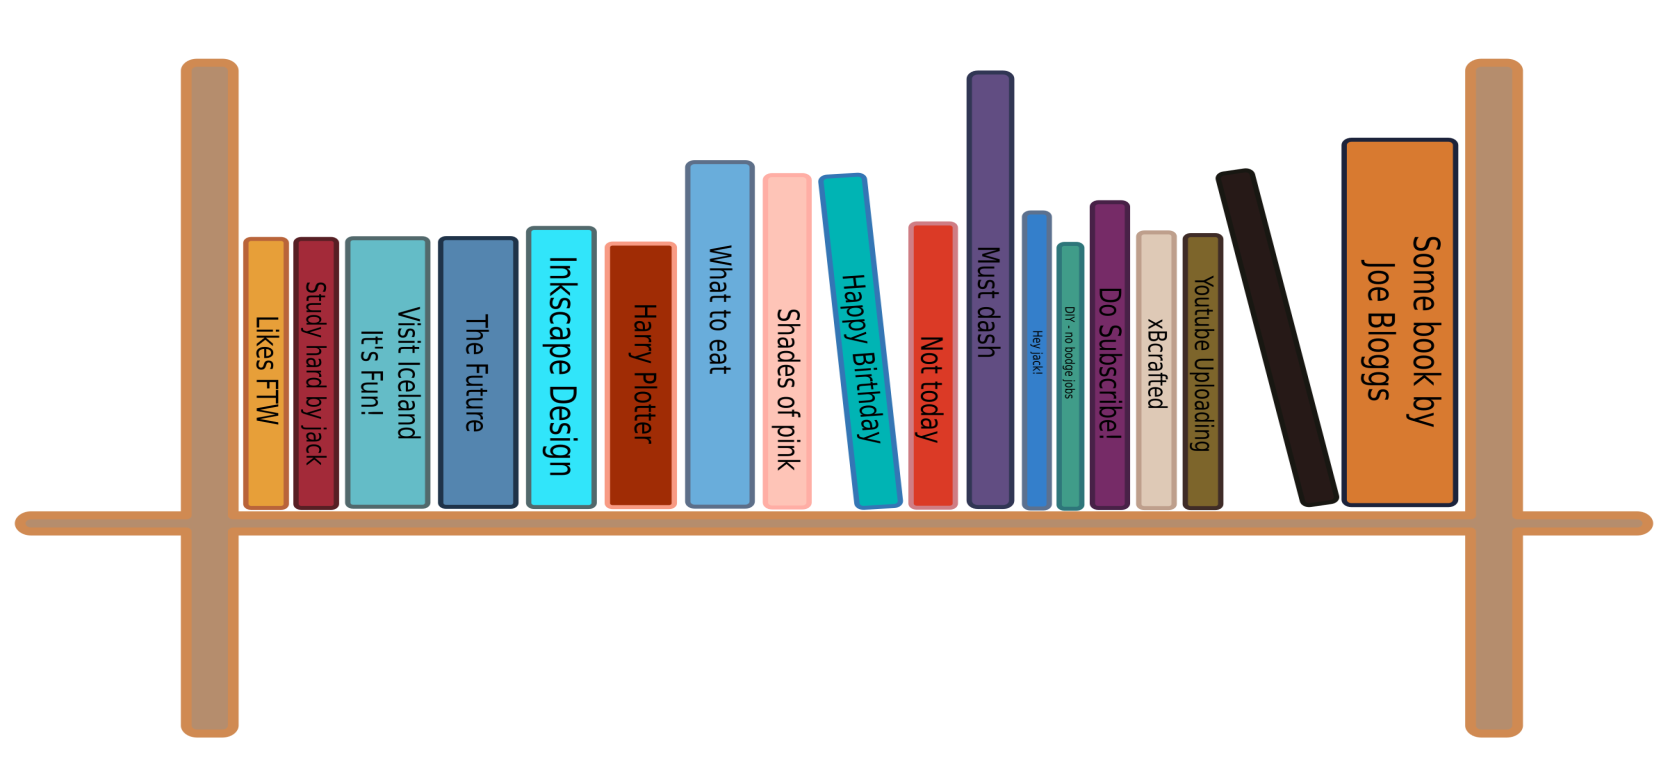 Likes FTW
Study hard by jack
Visit Iceland
It's Fun!
The Future
Inkscape Design
Harry Plotter
What to eat
Shades of pink
Happy Birthday
Not today
Must dash
Hey jack!
DIY - no bodge jobs
Do Subscribe!
xBcrafted
Youtube Uploading
Some book by
Joe Bloggs